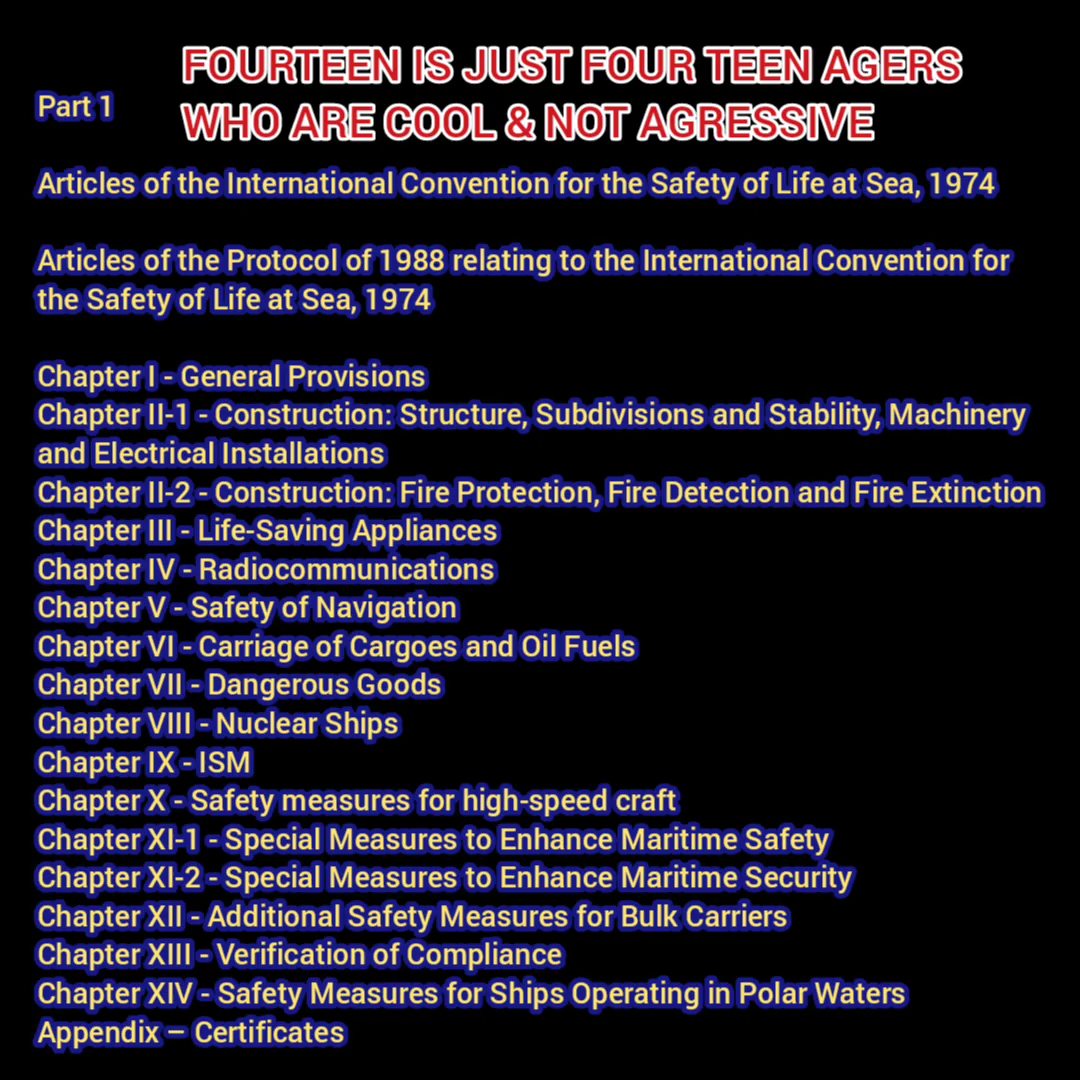 FOURTEEN IS JUST FOUR TEEN AGERS
WHO ARE COOL & NOT AGRESSIVE
Part 1
Articles of the International Convention for the Safety of Life at Sea, 1974
Articles of the Protocol of 1988 relating to the International Convention for
the Safety of Life at Sea, 1974
Chapter I - General Provisions
Chapter II-1 - Construction: Structure, Subdivisions and Stability, Machinery
and Electrical Installations
Chapter II-2 - Construction: Fire Protection, Fire Detection and Fire Extinction
Chapter III - Life-Saving Appliances
Chapter IV - Radiocommunications
Chapter V - Safety of Navigation
Chapter VI - Carriage of Cargoes and Oil Fuels
Chapter VII - Dangerous Goods
Chapter VIII - Nuclear Ships
Chapter IX - ISM
Chapter X - Safety measures for high-speed craft
Chapter XI-1 - Special Measures to Enhance Maritime Safety
Chapter XI-2 - Special Measures to Enhance Maritime Security
Chapter XII - Additional Safety Measures for Bulk Carriers
Chapter XIII - Verification of Compliance
Chapter XIV - Safety Measures for Ships Operating in Polar Waters
Appendix – Certificates